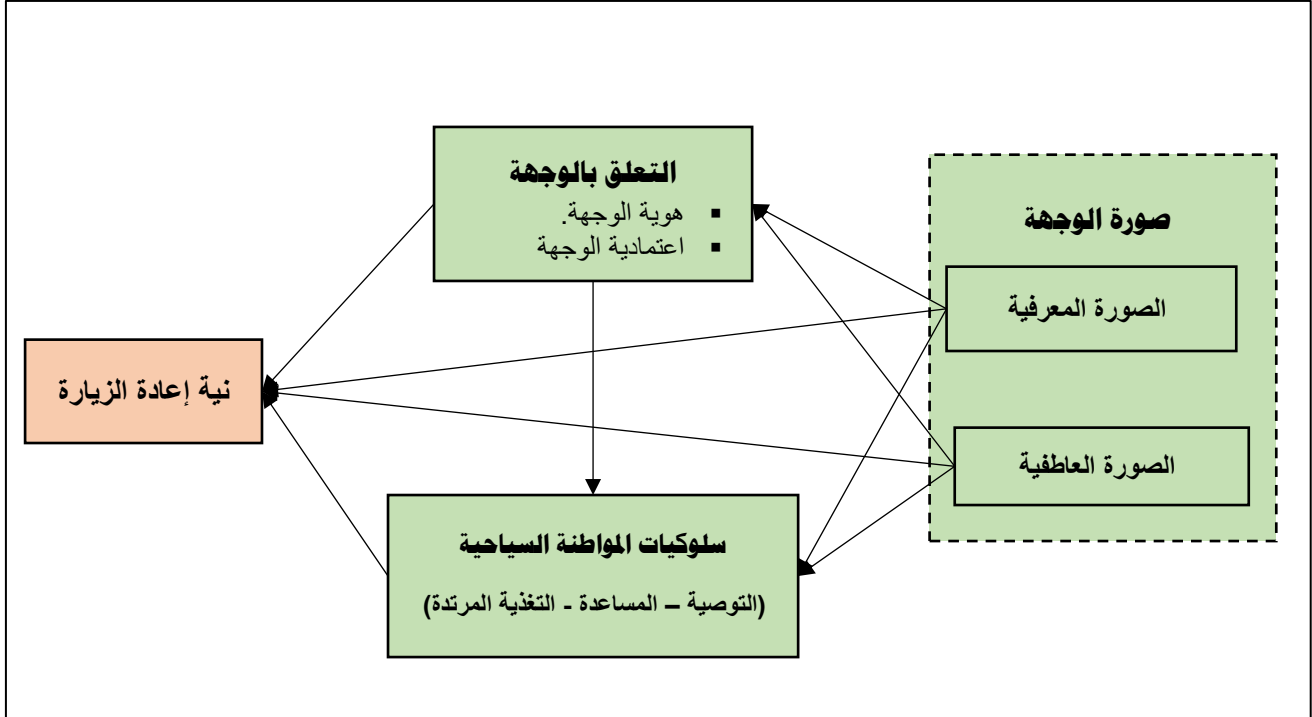 التعلق بالوجهة
▪ هوية الوجهة.
▪ اعتمادية الوجهة
صورة الوجهة
الصورة المعرفية
نية إعادة الزيارة
الصورة العاطفية
سلوكيات المواطنة السياحية
(التوصية – المساعدة - التغذية المرتدة)